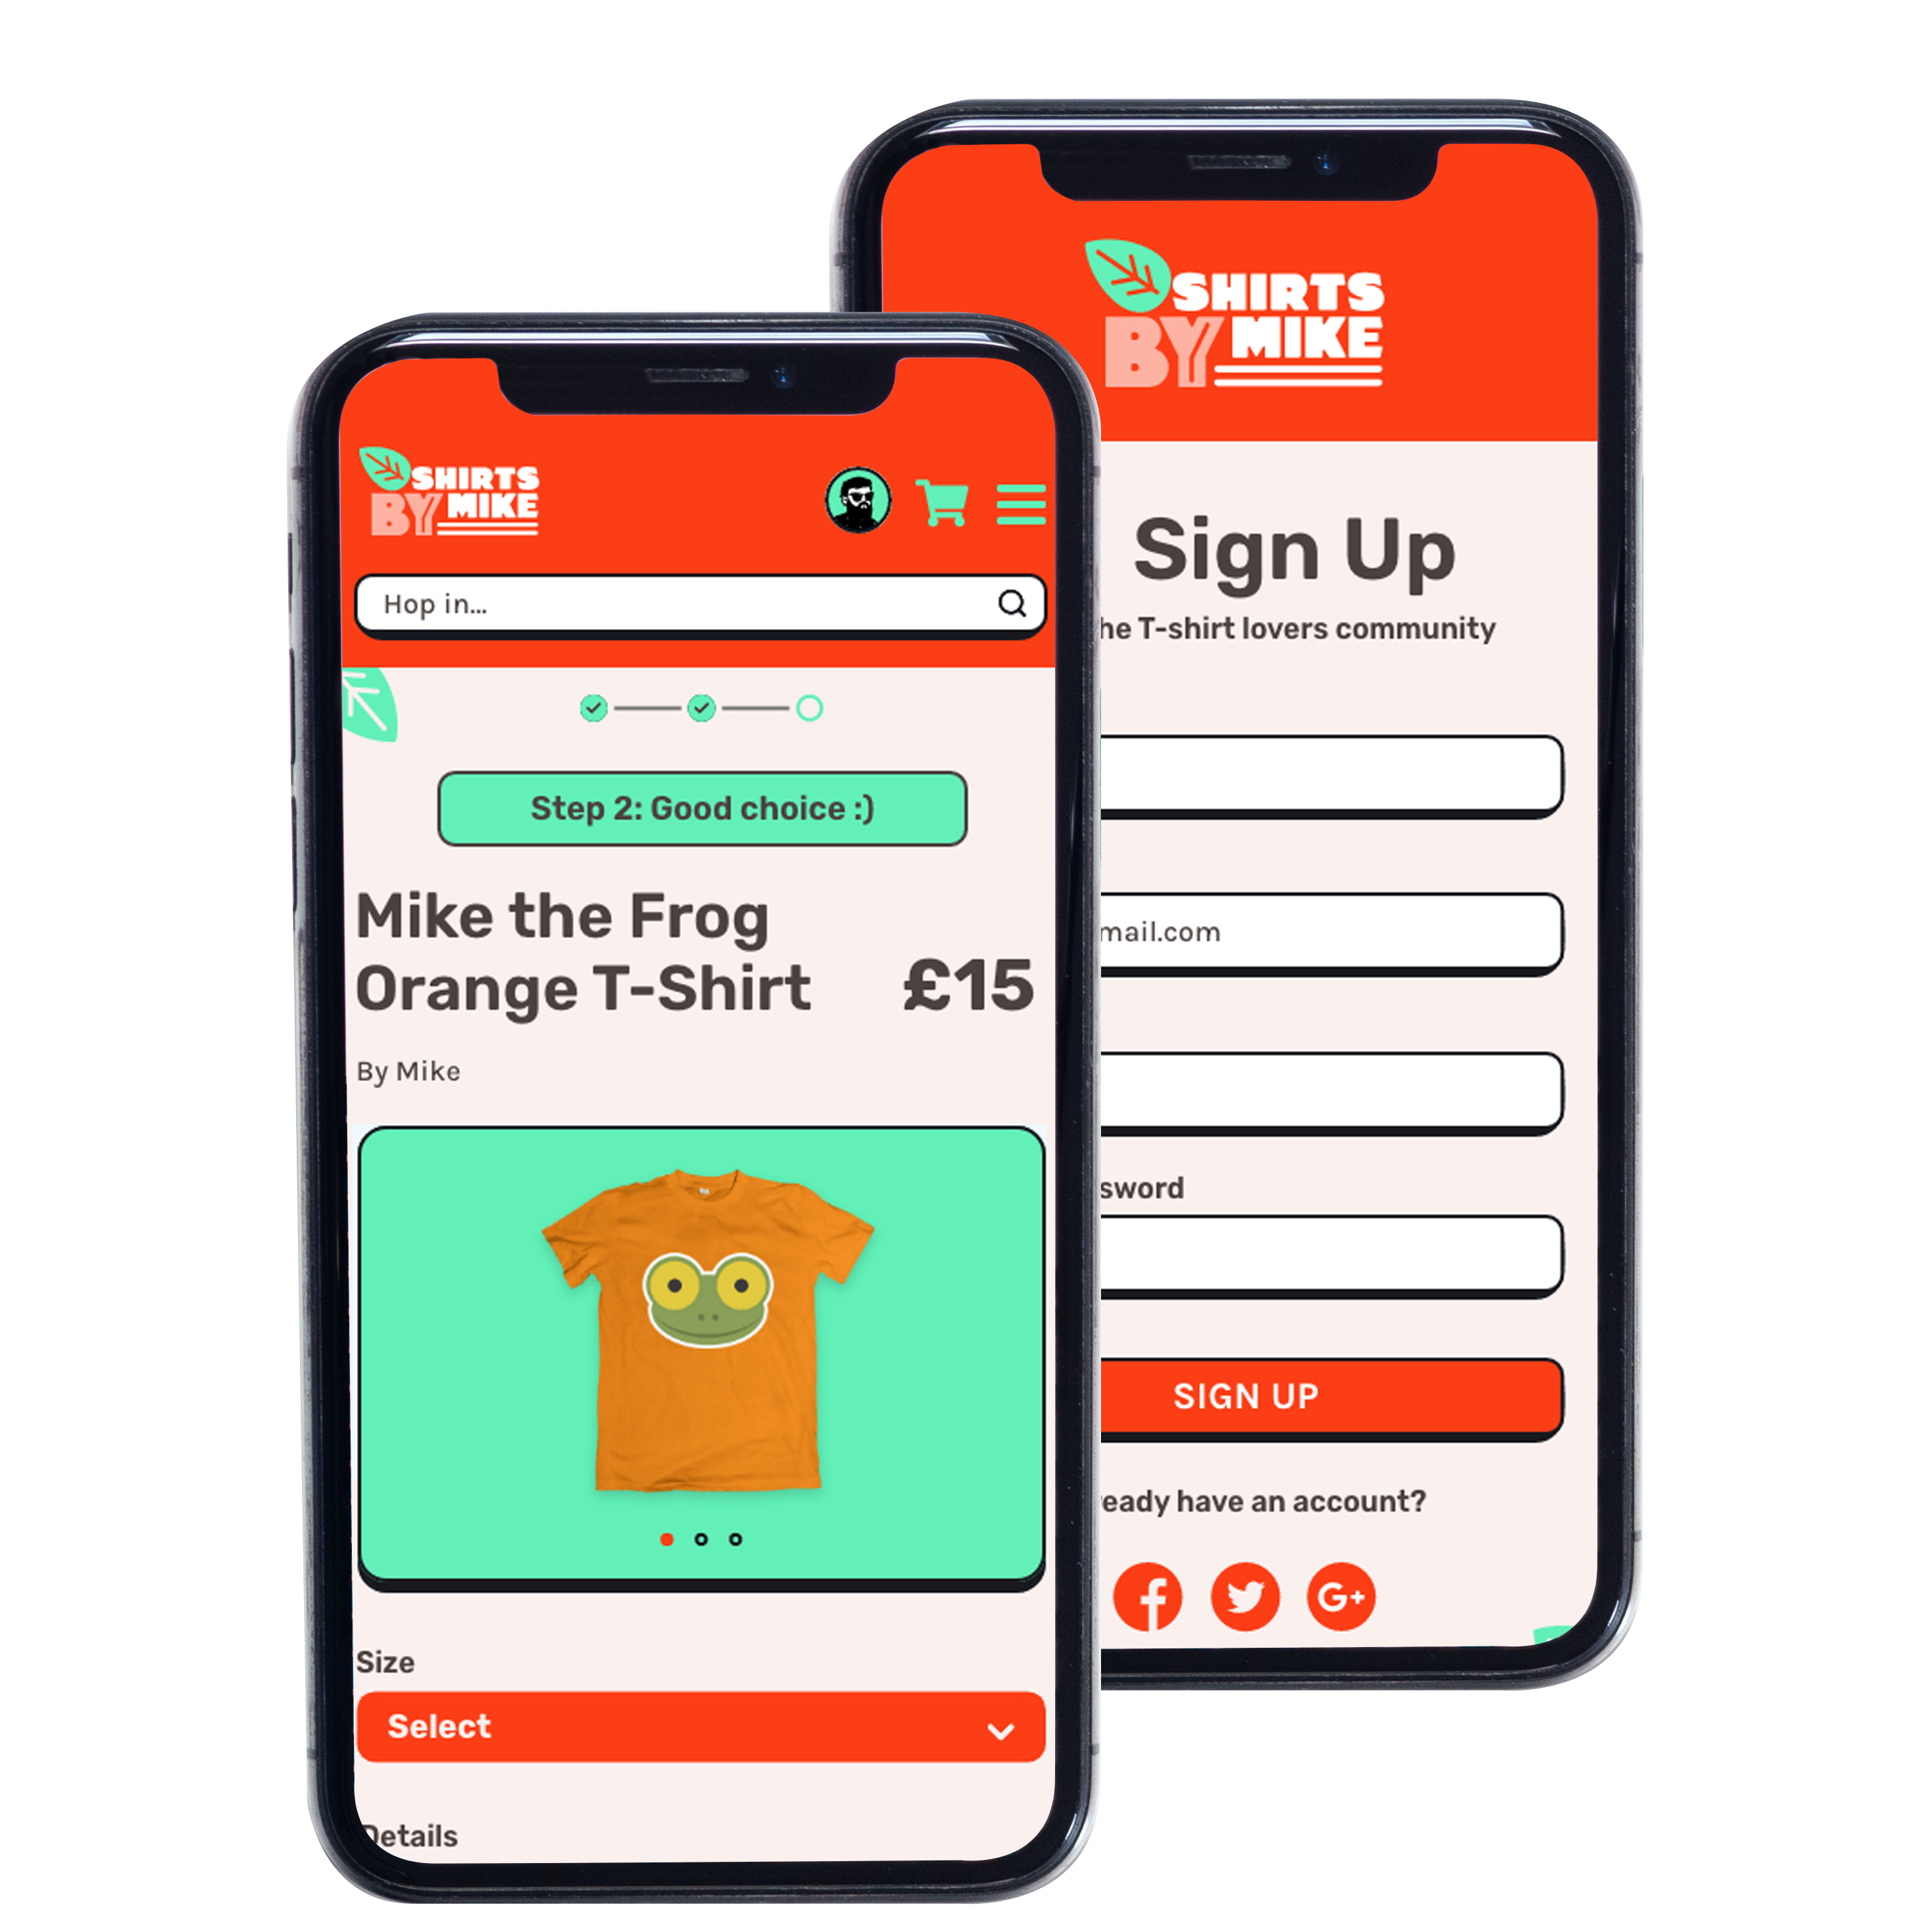 SHIRTS
BY MIKE
Hop in...
Step 2: Good choice :)
Mike the Frog
Orange T-Shirt
£15
By Mike
Size
Select
Details
SHIRTS
BY MIKE
Sign Up
he T-shirt lovers community
mail.com
sword
SIGN UP
eady have an account?
G+